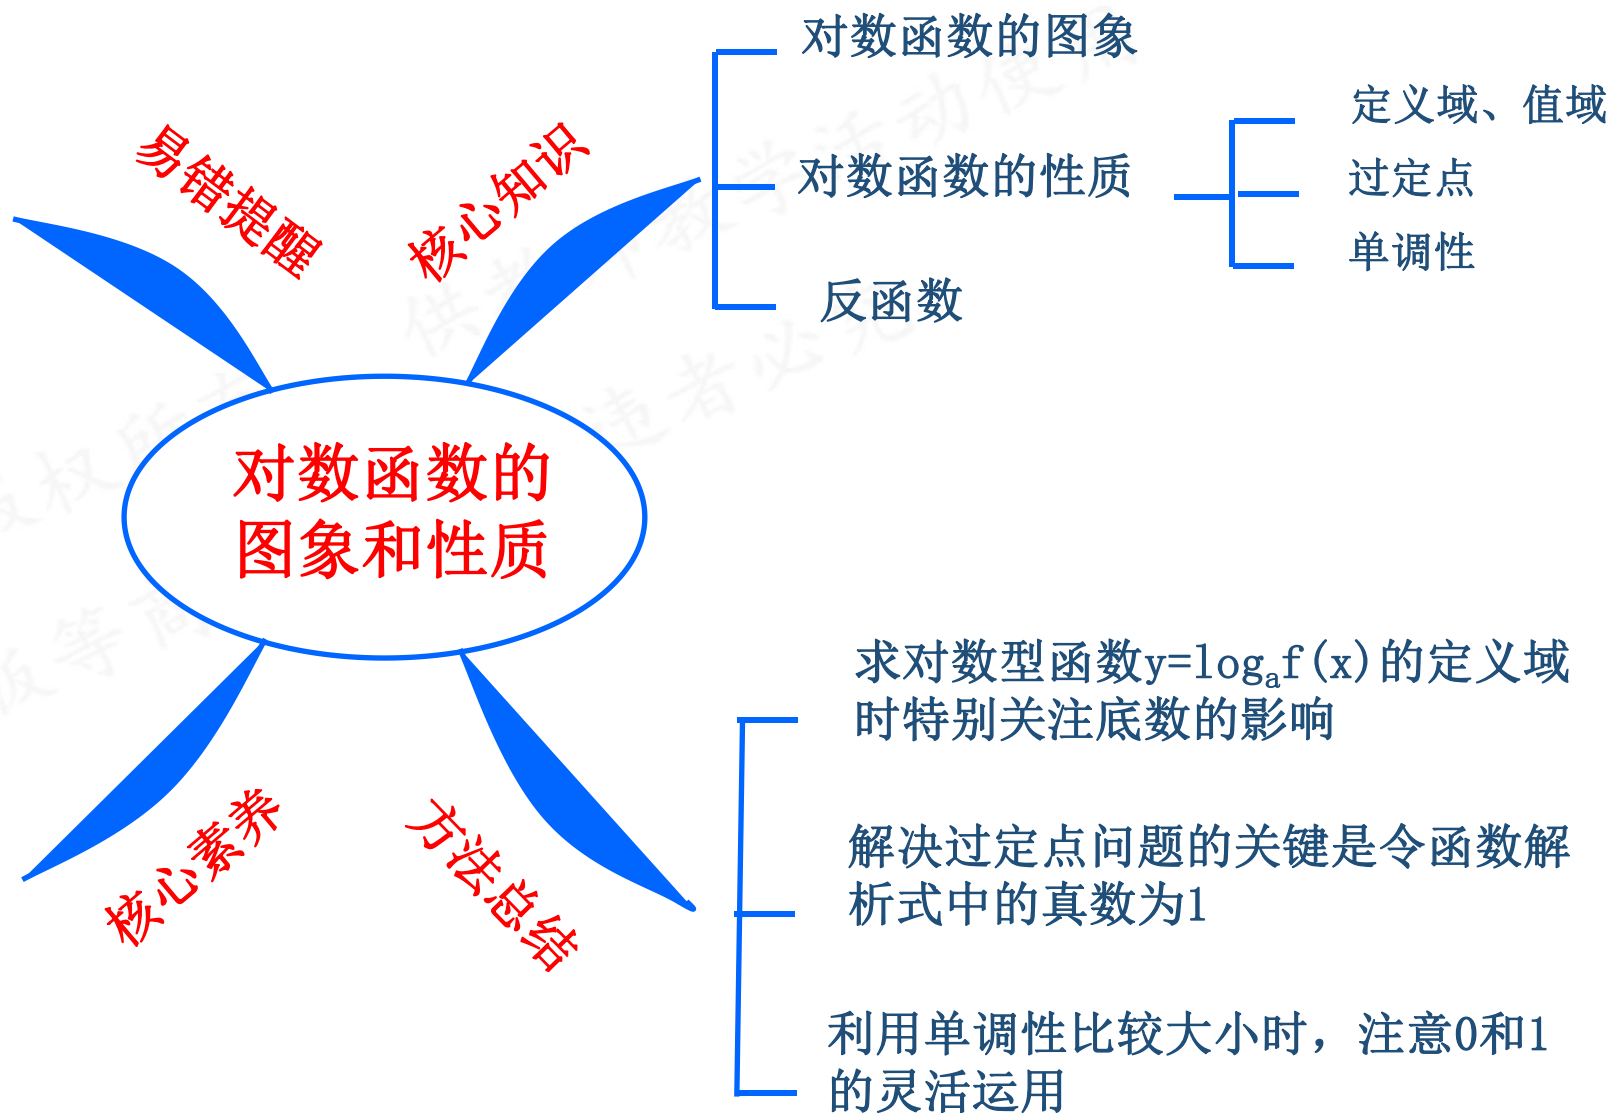 对数函数的图象
定义域、值域
对数函数的性质
过定点
单调性
反函数
易错提醒
核心知识
对数函数的
图象和性质
核心素养
方法总结
求对数型函数y=logₐf(x)的定义域
时特别关注底数的影响
解决过定点问题的关键是令函数解
析式中的真数为1
利用单调性比较大小时，注意0和1
的灵活运用